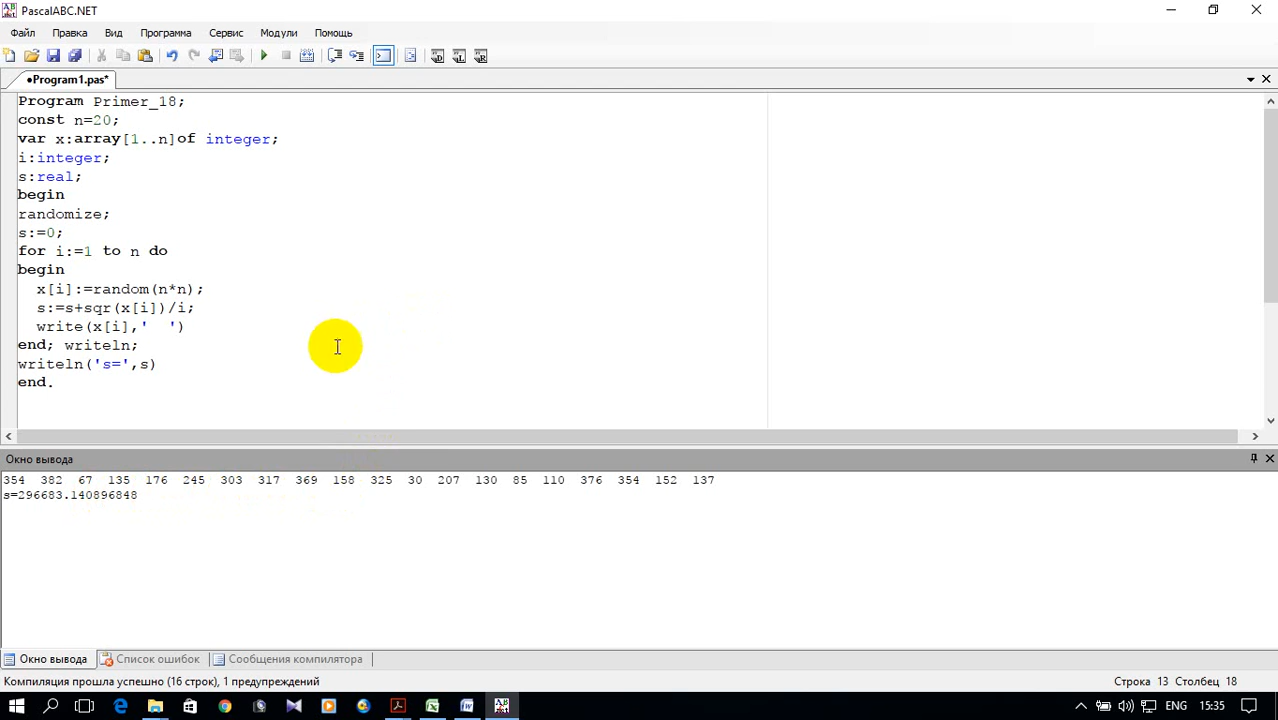 PascalABC.NET
Файл Правка Вид Программа Сервис Модули Помощь
•Program1.pas*
Program Primer_18;
const n=20;
var x:array[1..n]of integer;
i:integer;
s:real;
begin
randomize;
s:=0;
for i:=1 to n do
begin
x[i]:=random(n*n);
s:=s+sqr(x[i])/i;
write(x[i],'  ')
end; writeln;
writeln('s=',s)
end.
Окно вывода
354 382 67 135 176 245 303 317 369 158 325 30 207 130 85 110 376 354 152 137
s=296683.140896848
Окно вывода Список ошибок Сообщения компилятора
Компиляция прошла успешно (16 строк), 1 предупреждений Строка 13 Столбец 18
ENG 15:35